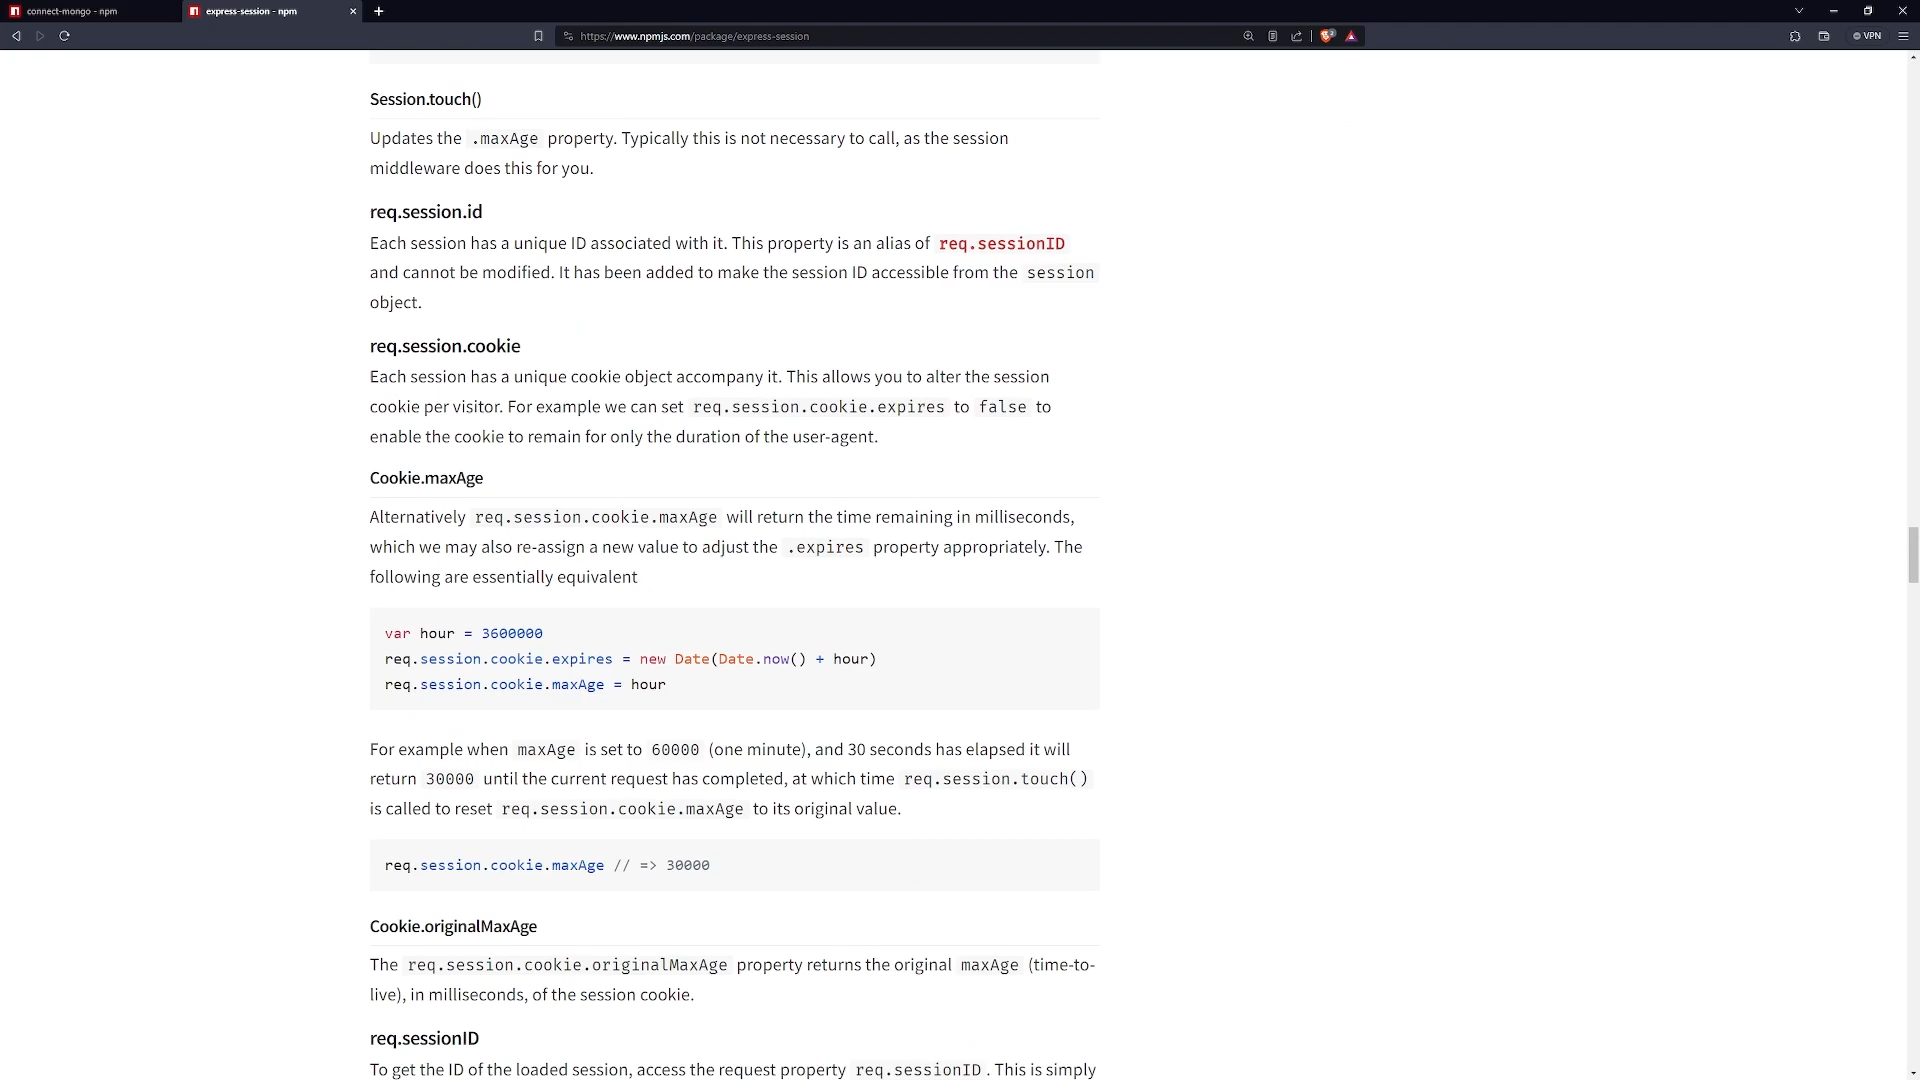 connect-mongo - npm
express-session - npm
https://www.npmjs.com/package/express-session
2
VPN
Session.touch()
Updates the .maxAge property. Typically this is not necessary to call, as the session
middleware does this for you.
req.session.id
Each session has a unique ID associated with it. This property is an alias of req.sessionID
and cannot be modified. It has been added to make the session ID accessible from the session
object.
req.session.cookie
Each session has a unique cookie object accompany it. This allows you to alter the session
cookie per visitor. For example we can set req.session.cookie.expires to false to
enable the cookie to remain for only the duration of the user-agent.
Cookie.maxAge
Alternatively req.session.cookie.maxAge will return the time remaining in milliseconds,
which we may also re-assign a new value to adjust the .expires property appropriately. The
following are essentially equivalent
var hour = 3600000
req.session.cookie.expires = new Date(Date.now() + hour)
req.session.cookie.maxAge = hour
For example when maxAge is set to 60000 (one minute), and 30 seconds has elapsed it will
return 30000 until the current request has completed, at which time req.session.touch()
is called to reset req.session.cookie.maxAge to its original value.
req.session.cookie.maxAge // => 30000
Cookie.originalMaxAge
The req.session.cookie.originalMaxAge property returns the original maxAge (time-to-
live), in milliseconds, of the session cookie.
req.sessionID
To get the ID of the loaded session, access the request property req.sessionID. This is simply